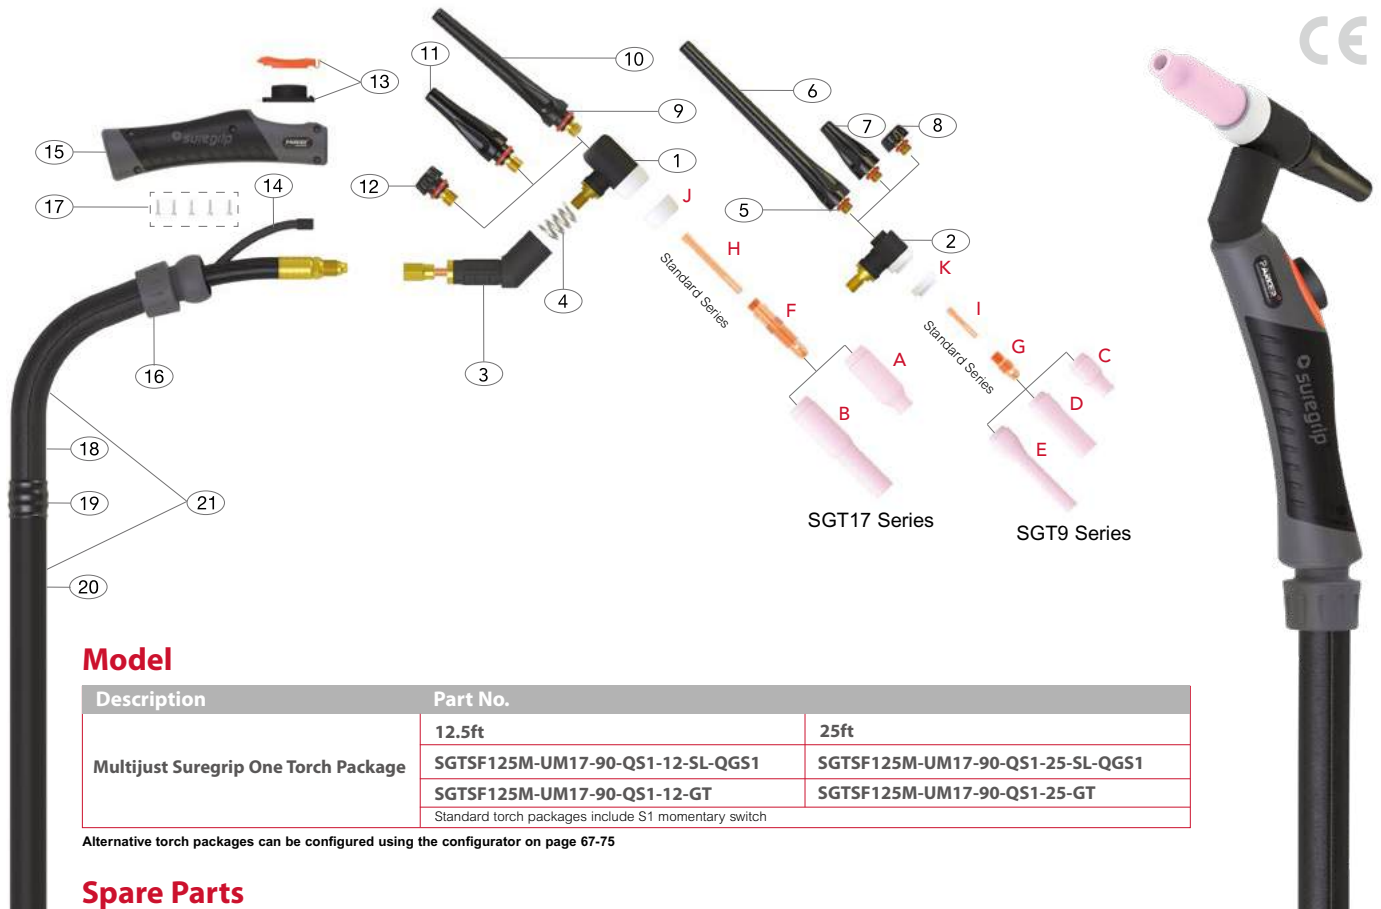 CE
10
11
6
13
9
7
8
suregrip
PARKER
15
1
12
14
J
17
5
2
H
K
Standard Series
4
F
I
PARKER
Standard Series
G
3
A
C
16
B
D
suregrip
18
E
19
21
SGT17 Series
SGT9 Series
20
Model
Description Part No.
12.5ft 25ft
Multijust Suregrip One Torch Package
SGTSF125M-UM17-90-QS1-12-SL-QGS1 SGTSF125M-UM17-90-QS1-25-SL-QGS1
SGTSF125M-UM17-90-QS1-12-GT SGTSF125M-UM17-90-QS1-25-GT
Standard torch packages include S1 momentary switch
Alternative torch packages can be configured using the configurator on page 67-75
Spare Parts